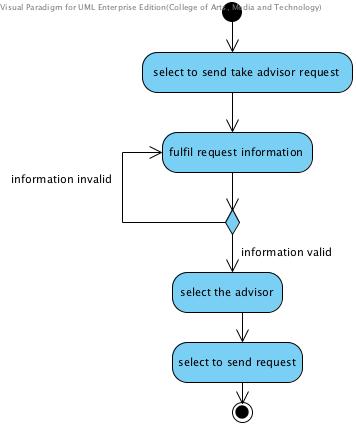 Visual Paradigm for UML Enterprise Edition(College of Arts, Media and Technology)
select to send take advisor request
fulfil request information
information invalid
information valid
select the advisor
select to send request